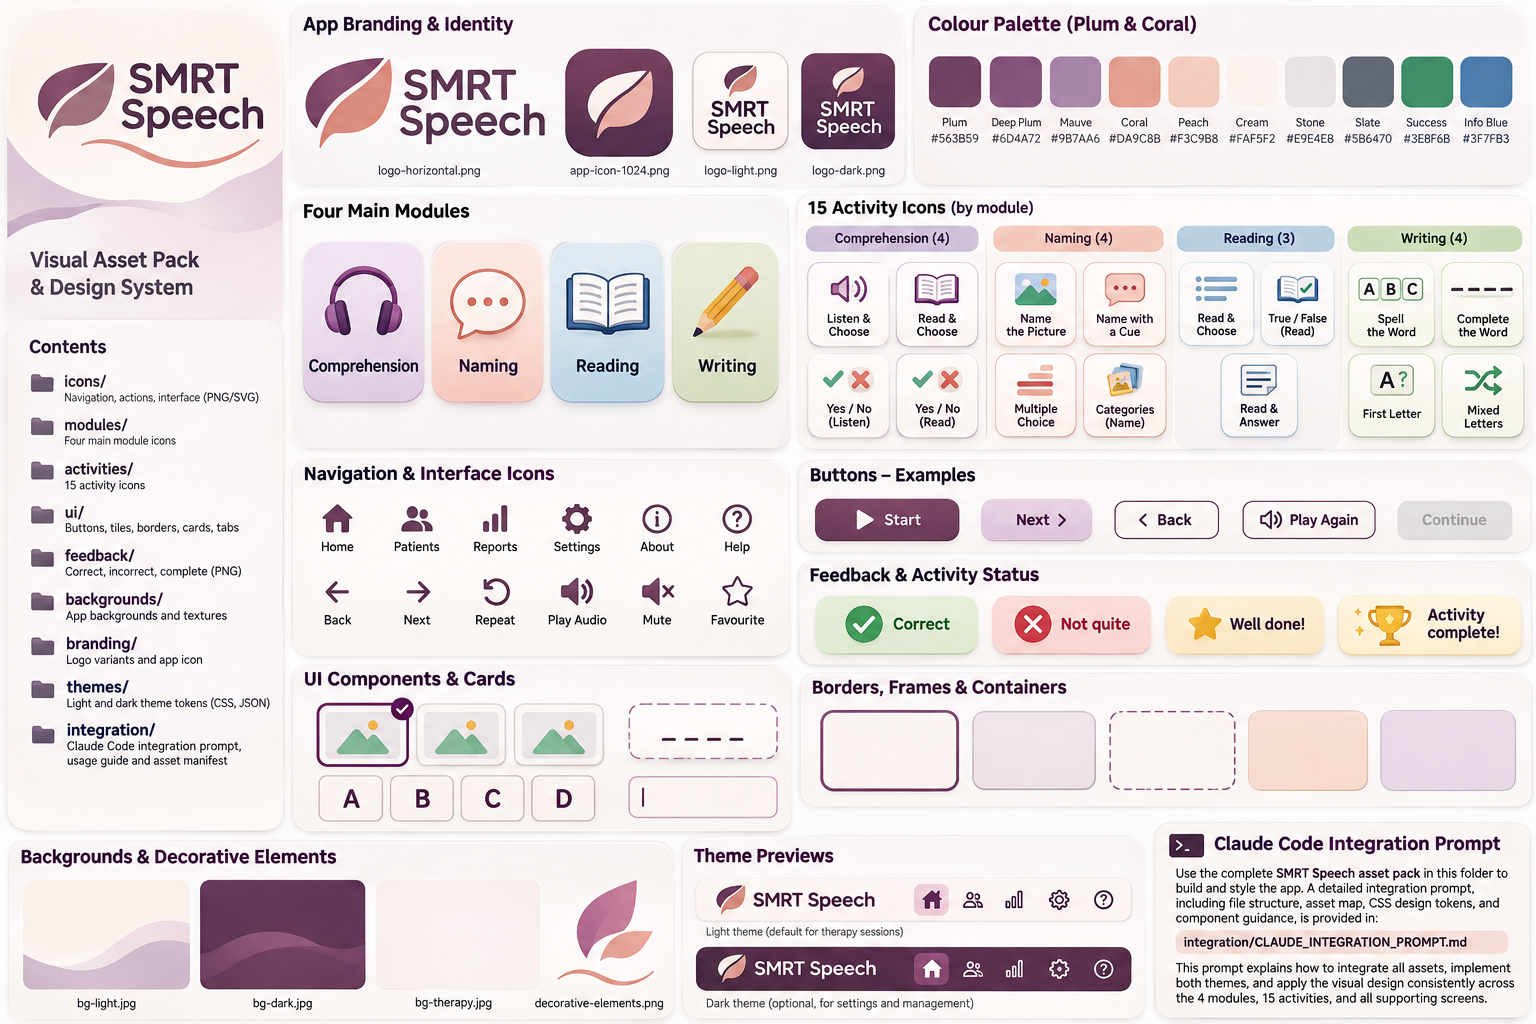 SMRT
Speech
Visual Asset Pack
& Design System
Contents
icons/
Navigation, actions, interface (PNG/SVG)
modules/
Four main module icons
activities/
15 activity icons
ui/
Buttons, tiles, borders, cards, tabs
feedback/
Correct, incorrect, complete (PNG)
backgrounds/
App backgrounds and textures
branding/
Logo variants and app icon
themes/
Light and dark theme tokens (CSS, JSON)
integration/
Claude Code integration prompt,
usage guide and asset manifest
App Branding & Identity
SMRT
Speech
logo-horizontal.png
app-icon-1024.png
SMRT
Speech
logo-light.png
SMRT
Speech
logo-dark.png
Colour Palette (Plum & Coral)
Plum
#563B59
Deep Plum
#6D4A72
Mauve
#9B7AA6
Coral
#DA9C8B
Peach
#F3C9B8
Cream
#FAF5F2
Stone
#E9E4E8
Slate
#5B6470
Success
#3E8F6B
Info Blue
#3F7FB3
Four Main Modules
Comprehension
Naming
Reading
Writing
15 Activity Icons (by module)
Comprehension (4)
Listen &
Choose
Read &
Choose
Yes / No
(Listen)
Yes / No
(Read)
Naming (4)
Name
the Picture
Name with
a Cue
Multiple
Choice
Categories
(Name)
Reading (3)
Read &
Choose
True / False
(Read)
Read &
Answer
Writing (4)
A B C
Spell
the Word
Complete
the Word
A?
First Letter
Mixed
Letters
Navigation & Interface Icons
Home
Patients
Reports
Settings
About
Help
Back
Next
Repeat
Play Audio
Mute
Favourite
Buttons – Examples
Start
Next
Back
Play Again
Continue
Feedback & Activity Status
Correct
Not quite
Well done!
Activity
complete!
UI Components & Cards
A
B
C
D
Borders, Frames & Containers
Backgrounds & Decorative Elements
bg-light.jpg
bg-dark.jpg
bg-therapy.jpg
decorative-elements.png
Theme Previews
SMRT Speech
Light theme (default for therapy sessions)
SMRT Speech
Dark theme (optional, for settings and management)
>_ Claude Code Integration Prompt
Use the complete SMRT Speech asset pack in this folder to
build and style the app. A detailed integration prompt,
including file structure, asset map, CSS design tokens, and
component guidance, is provided in:
integration/CLAUDE_INTEGRATION_PROMPT.md
This prompt explains how to integrate all assets, implement
both themes, and apply the visual design consistently across
the 4 modules, 15 activities, and all supporting screens.